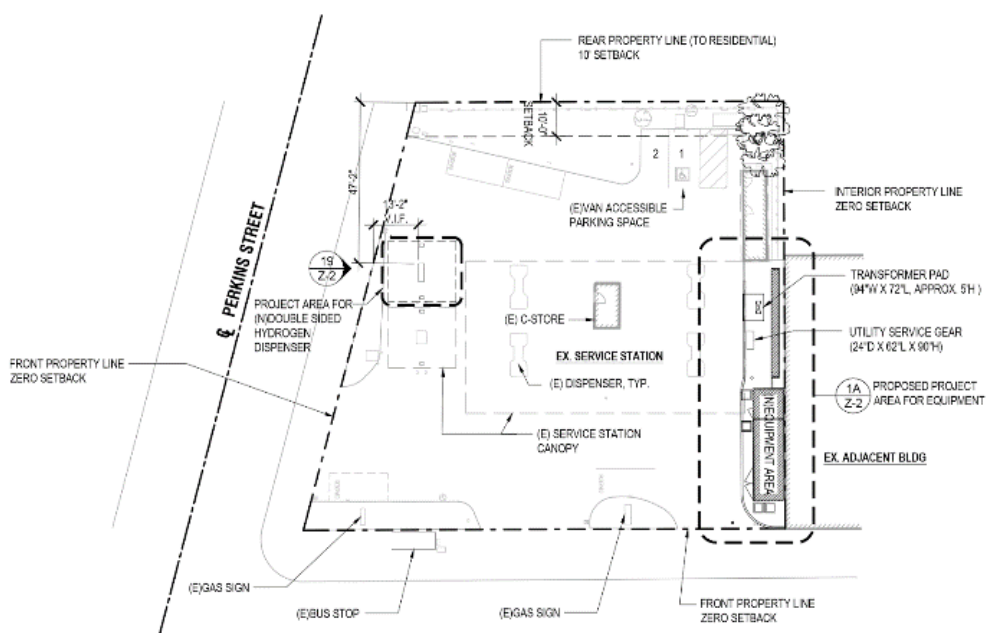 REAR PROPERTY LINE (TO RESIDENTIAL)
10' SETBACK
10'-0"
SETBACK
47'-2"
2
1
(E)VAN ACCESSIBLE
PARKING SPACE
INTERIOR PROPERTY LINE
ZERO SETBACK
13'-2"
V.I.F.
℄ PERKINS STREET
19
Z-2
PROJECT AREA FOR
(N)DOUBLE SIDED
HYDROGEN
DISPENSER
TRANSFORMER PAD
(94"W X 72"L, APPROX. 5'H )
(E) C-STORE
UTILITY SERVICE GEAR
(24"D X 62"L X 90"H)
EX. SERVICE STATION
FRONT PROPERTY LINE
ZERO SETBACK
(E) DISPENSER, TYP.
1A
Z-2
PROPOSED PROJECT
AREA FOR EQUIPMENT
(N)EQUIPMENT AREA
(E) SERVICE STATION
CANOPY
EX. ADJACENT BLDG
(E)GAS SIGN
(E)BUS STOP
(E)GAS SIGN
FRONT PROPERTY LINE
ZERO SETBACK